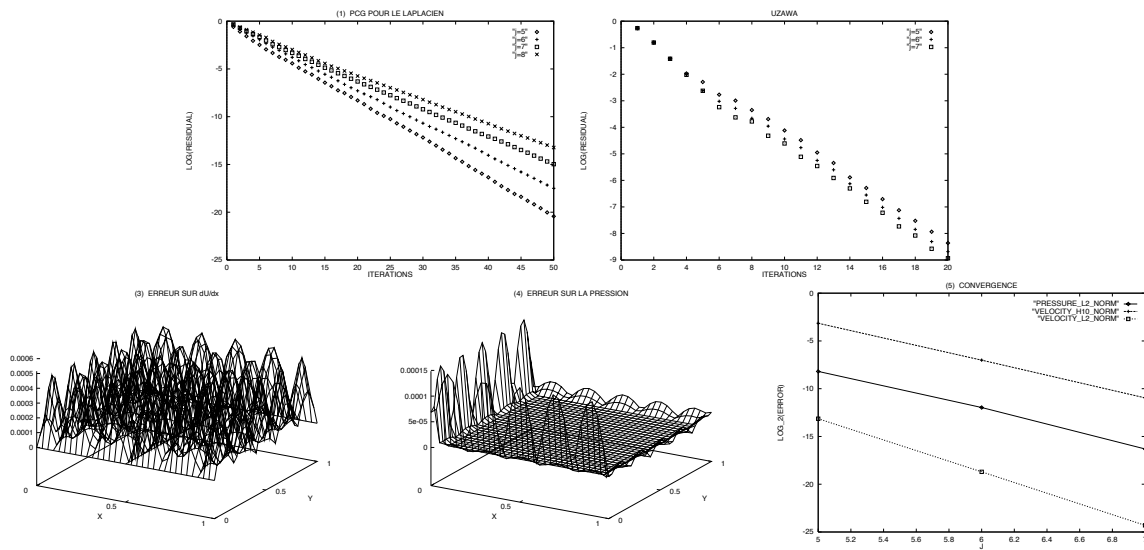 (1) PCG POUR LE LAPLACIEN
0
-5
-10
-15
-20
-25
LOG(RESIDUAL)
0 5 10 15 20 25 30 35 40 45 50
ITERATIONS
"J=5"
"J=6"
"J=7"
"J=8"
UZAWA
0
-1
-2
-3
-4
-5
-6
-7
-8
-9
LOG(RESIDUAL)
0 2 4 6 8 10 12 14 16 18 20
ITERATIONS
"J=5"
"J=6"
"J=7"
(3) ERREUR SUR dU/dx
0.0006
0.0005
0.0004
0.0003
0.0002
0.0001
0
0
0.5
1
X
0
0.5
1
Y
(4) ERREUR SUR LA PRESSION
0.00015
0.0001
5e-05
0
0
0.5
1
X
0
0.5
1
Y
(5) CONVERGENCE
0
-5
-10
-15
-20
-25
LOG_2(ERROR)
5 5.2 5.4 5.6 5.8 6 6.2 6.4 6.6 6.8
J
"PRESSURE_L2_NORM"
"VELOCITY_H10_NORM"
"VELOCITY_L2_NORM"